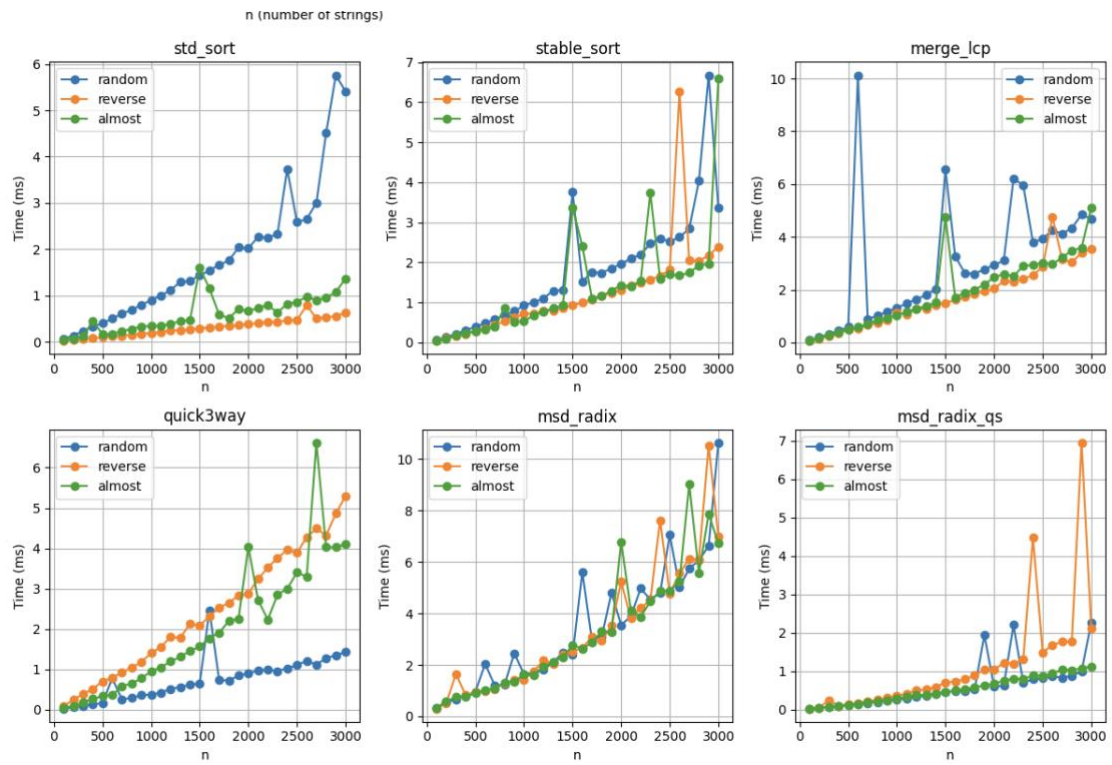 n (number of strings)
std_sort
stable_sort
merge_lcp
random
reverse
almost
Time (ms)
0 1 2 3 4 5 6
0 500 1000 1500 2000 2500 3000
n
random
reverse
almost
Time (ms)
0 1 2 3 4 5 6 7
0 500 1000 1500 2000 2500 3000
n
random
reverse
almost
Time (ms)
0 2 4 6 8 10
0 500 1000 1500 2000 2500 3000
n
quick3way
msd_radix
msd_radix_qs
random
reverse
almost
Time (ms)
0 1 2 3 4 5 6
0 500 1000 1500 2000 2500 3000
n
random
reverse
almost
Time (ms)
0 2 4 6 8 10
0 500 1000 1500 2000 2500 3000
n
random
reverse
almost
Time (ms)
0 1 2 3 4 5 6 7
0 500 1000 1500 2000 2500 3000
n